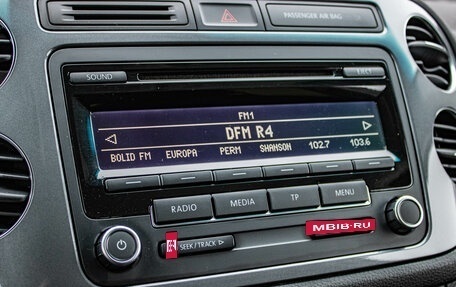 PASSENGER AIR BAG
SOUND
EJECT
FM1
DFM R4
BOLID FM EUROPA PERM SHANSON 102.7 103.6
RADIO MEDIA TP MENU
SEEK/TRACK
MBIB.RU